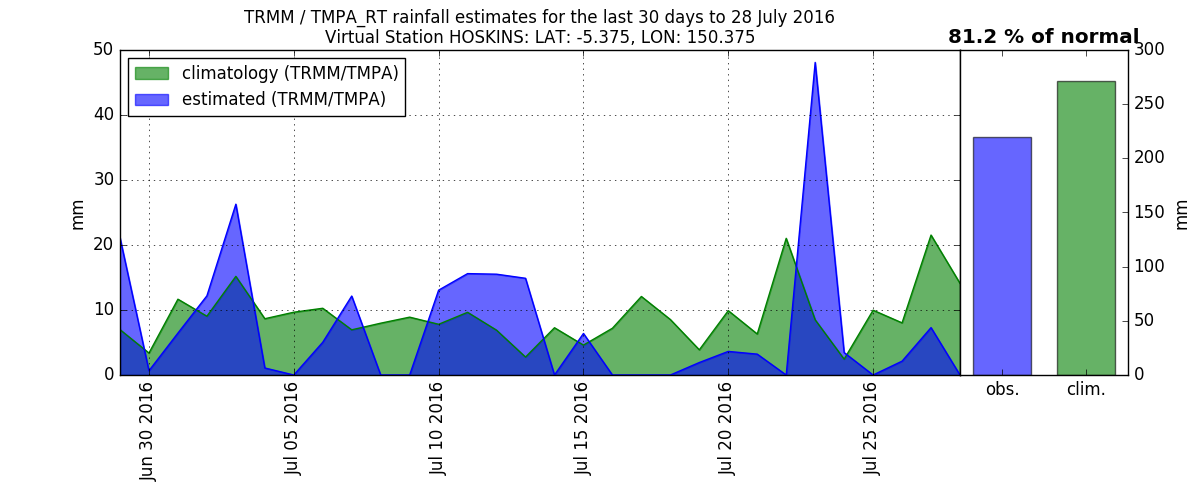 TRMM / TMPA_RT rainfall estimates for the last 30 days to 28 July 2016
Virtual Station HOSKINS: LAT: -5.375, LON: 150.375
81.2 % of normal
climatology (TRMM/TMPA)
estimated (TRMM/TMPA)
50
40
30
20
10
0
mm
Jun 30 2016
Jul 05 2016
Jul 10 2016
Jul 15 2016
Jul 20 2016
Jul 25 2016
obs.
clim.
300
250
200
150
100
50
0
mm